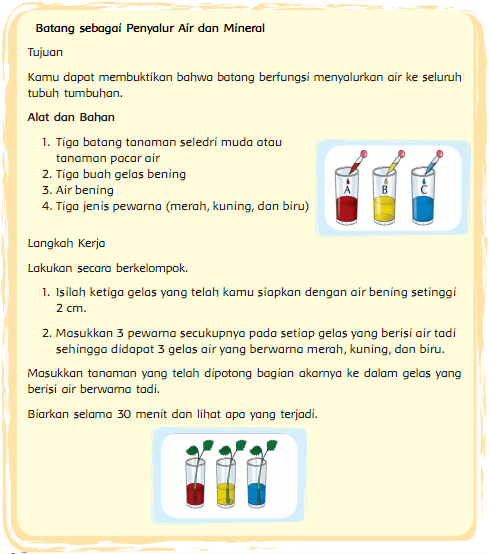 Batang sebagai Penyalur Air dan Mineral
Tujuan
Kamu dapat membuktikan bahwa batang berfungsi menyalurkan air ke seluruh
tubuh tumbuhan.
Alat dan Bahan
1. Tiga batang tanaman seledri muda atau
tanaman pacar air
2. Tiga buah gelas bening
3. Air bening
4. Tiga jenis pewarna (merah, kuning, dan biru)
A B C
Langkah Kerja
Lakukan secara berkelompok.
1. Isilah ketiga gelas yang telah kamu siapkan dengan air bening setinggi
2 cm.
2. Masukkan 3 pewarna secukupnya pada setiap gelas yang berisi air tadi
sehingga didapat 3 gelas air yang berwarna merah, kuning, dan biru.
Masukkan tanaman yang telah dipotong bagian akarnya ke dalam gelas yang
berisi air berwarna tadi.
Biarkan selama 30 menit dan lihat apa yang terjadi.